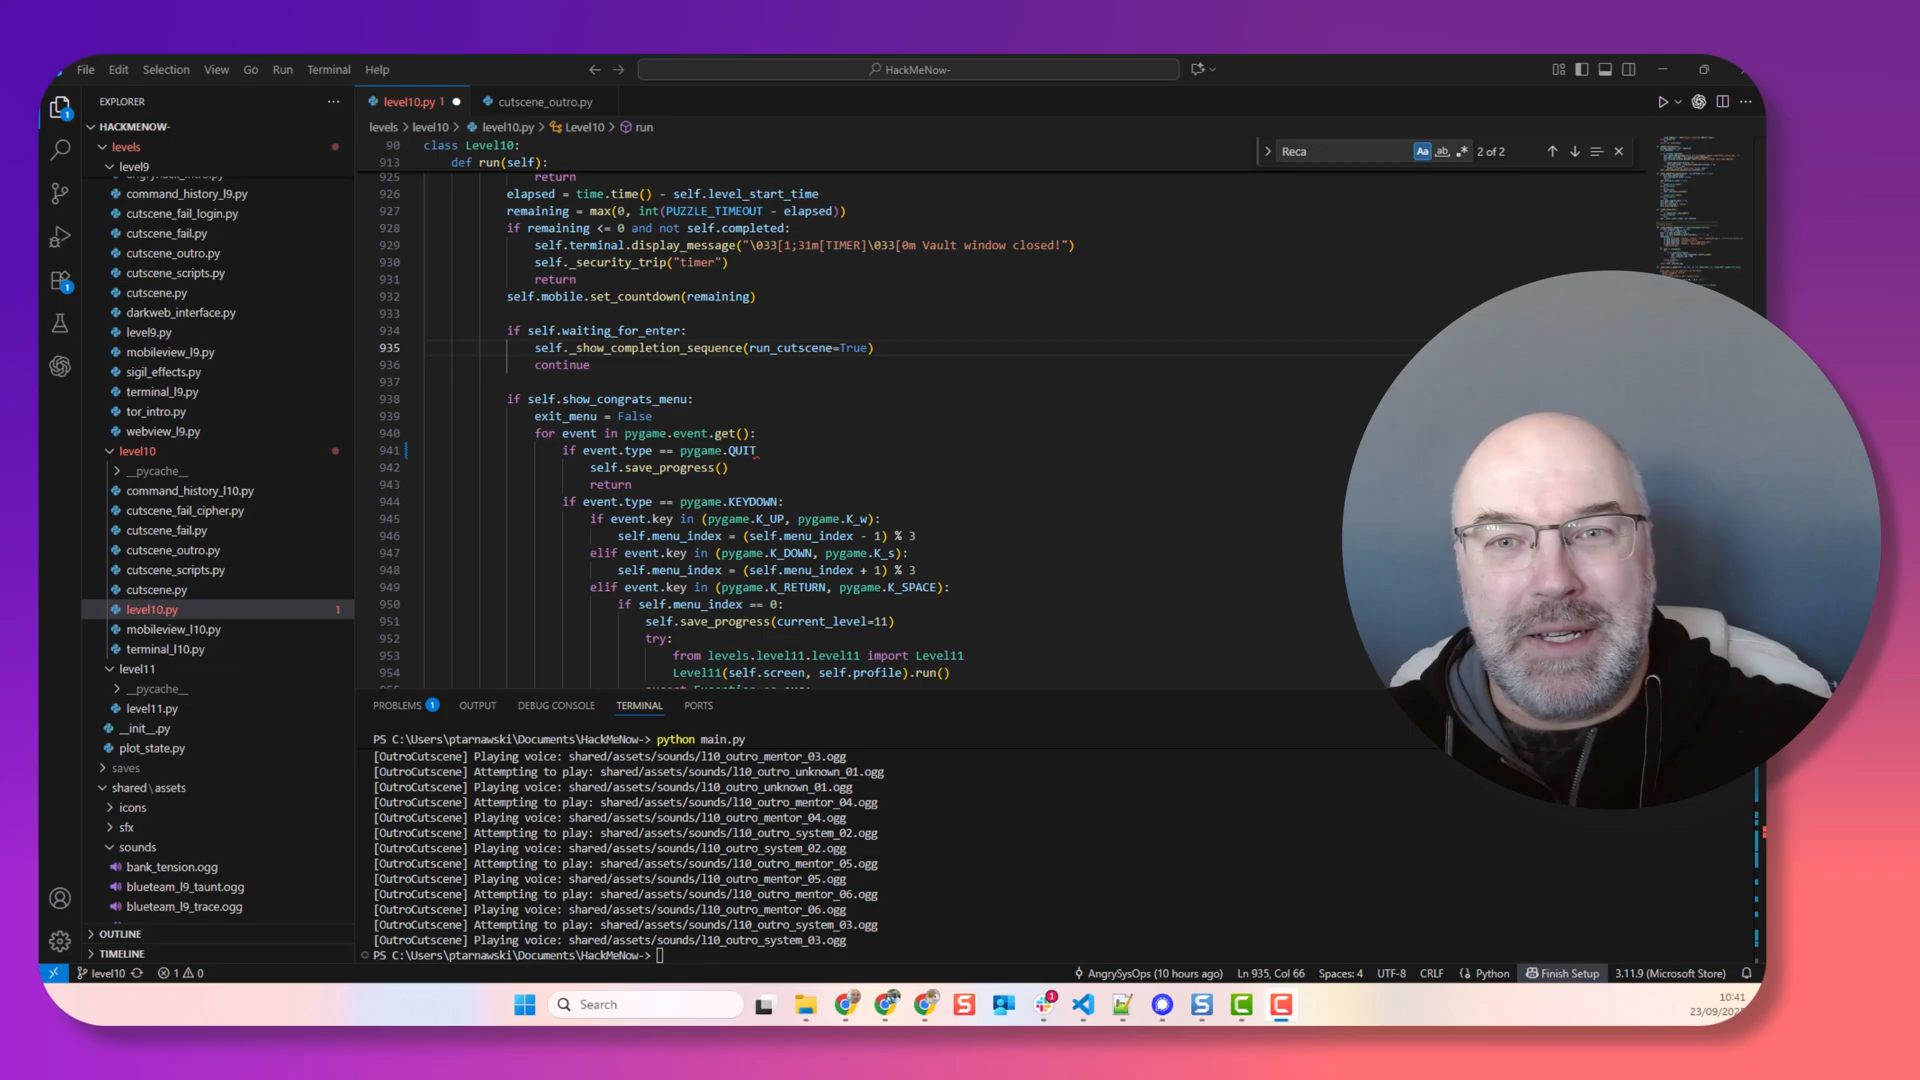 File Edit Selection View Go Run Terminal Help
HackMeNow-
EXPLORER
level10.py 1
cutscene_outro.py
HACKMENOW-
levels
level9
command_history_l9.py
cutscene_fail_login.py
cutscene_fail.py
cutscene_outro.py
cutscene_scripts.py
cutscene.py
darkweb_interface.py
level9.py
mobileview_l9.py
sigil_effects.py
terminal_l9.py
tor_intro.py
webview_l9.py
level10
__pycache__
command_history_l10.py
cutscene_fail_cipher.py
cutscene_fail.py
cutscene_outro.py
cutscene_scripts.py
cutscene.py
level10.py 1
mobileview_l10.py
terminal_l10.py
level11
__pycache__
level11.py
__init__.py
plot_state.py
saves
shared\assets
icons
sfx
sounds
bank_tension.ogg
blueteam_l9_taunt.ogg
blueteam_l9_trace.ogg
OUTLINE
TIMELINE
levels > level10 > level10.py > Level10 > run
Reca Aa ab 2 of 2
90 class Level10:
913 def run(self):
925 return
926 elapsed = time.time() - self.level_start_time
927 remaining = max(0, int(PUZZLE_TIMEOUT - elapsed))
928 if remaining <= 0 and not self.completed:
929 self.terminal.display_message("\033[1;31m[TIMER]\033[0m Vault window closed!")
930 self._security_trip("timer")
931 return
932 self.mobile.set_countdown(remaining)
933
934 if self.waiting_for_enter:
935 self._show_completion_sequence(run_cutscene=True)
936 continue
937
938 if self.show_congrats_menu:
939 exit_menu = False
940 for event in pygame.event.get():
941 if event.type == pygame.QUIT
942 self.save_progress()
943 return
944 if event.type == pygame.KEYDOWN:
945 if event.key in (pygame.K_UP, pygame.K_w):
946 self.menu_index = (self.menu_index - 1) % 3
947 elif event.key in (pygame.K_DOWN, pygame.K_s):
948 self.menu_index = (self.menu_index + 1) % 3
949 elif event.key in (pygame.K_RETURN, pygame.K_SPACE):
950 if self.menu_index == 0:
951 self.save_progress(current_level=11)
952 try:
953 from levels.level11.level11 import Level11
954 Level11(self.screen, self.profile).run()
PROBLEMS 1 OUTPUT DEBUG CONSOLE TERMINAL PORTS
PS C:\Users\ptarnawski\Documents\HackMeNow-> python main.py
[OutroCutscene] Playing voice: shared/assets/sounds/l10_outro_mentor_03.ogg
[OutroCutscene] Attempting to play: shared/assets/sounds/l10_outro_unknown_01.ogg
[OutroCutscene] Playing voice: shared/assets/sounds/l10_outro_unknown_01.ogg
[OutroCutscene] Attempting to play: shared/assets/sounds/l10_outro_mentor_04.ogg
[OutroCutscene] Playing voice: shared/assets/sounds/l10_outro_mentor_04.ogg
[OutroCutscene] Attempting to play: shared/assets/sounds/l10_outro_system_02.ogg
[OutroCutscene] Playing voice: shared/assets/sounds/l10_outro_system_02.ogg
[OutroCutscene] Attempting to play: shared/assets/sounds/l10_outro_mentor_05.ogg
[OutroCutscene] Playing voice: shared/assets/sounds/l10_outro_mentor_05.ogg
[OutroCutscene] Attempting to play: shared/assets/sounds/l10_outro_mentor_06.ogg
[OutroCutscene] Playing voice: shared/assets/sounds/l10_outro_mentor_06.ogg
[OutroCutscene] Attempting to play: shared/assets/sounds/l10_outro_system_03.ogg
[OutroCutscene] Playing voice: shared/assets/sounds/l10_outro_system_03.ogg
PS C:\Users\ptarnawski\Documents\HackMeNow->
level10 1 0 AngrySysOps (10 hours ago) Ln 935, Col 66 Spaces: 4 UTF-8 CRLF Python Finish Setup 3.11.9 (Microsoft Store)
Search
10:41